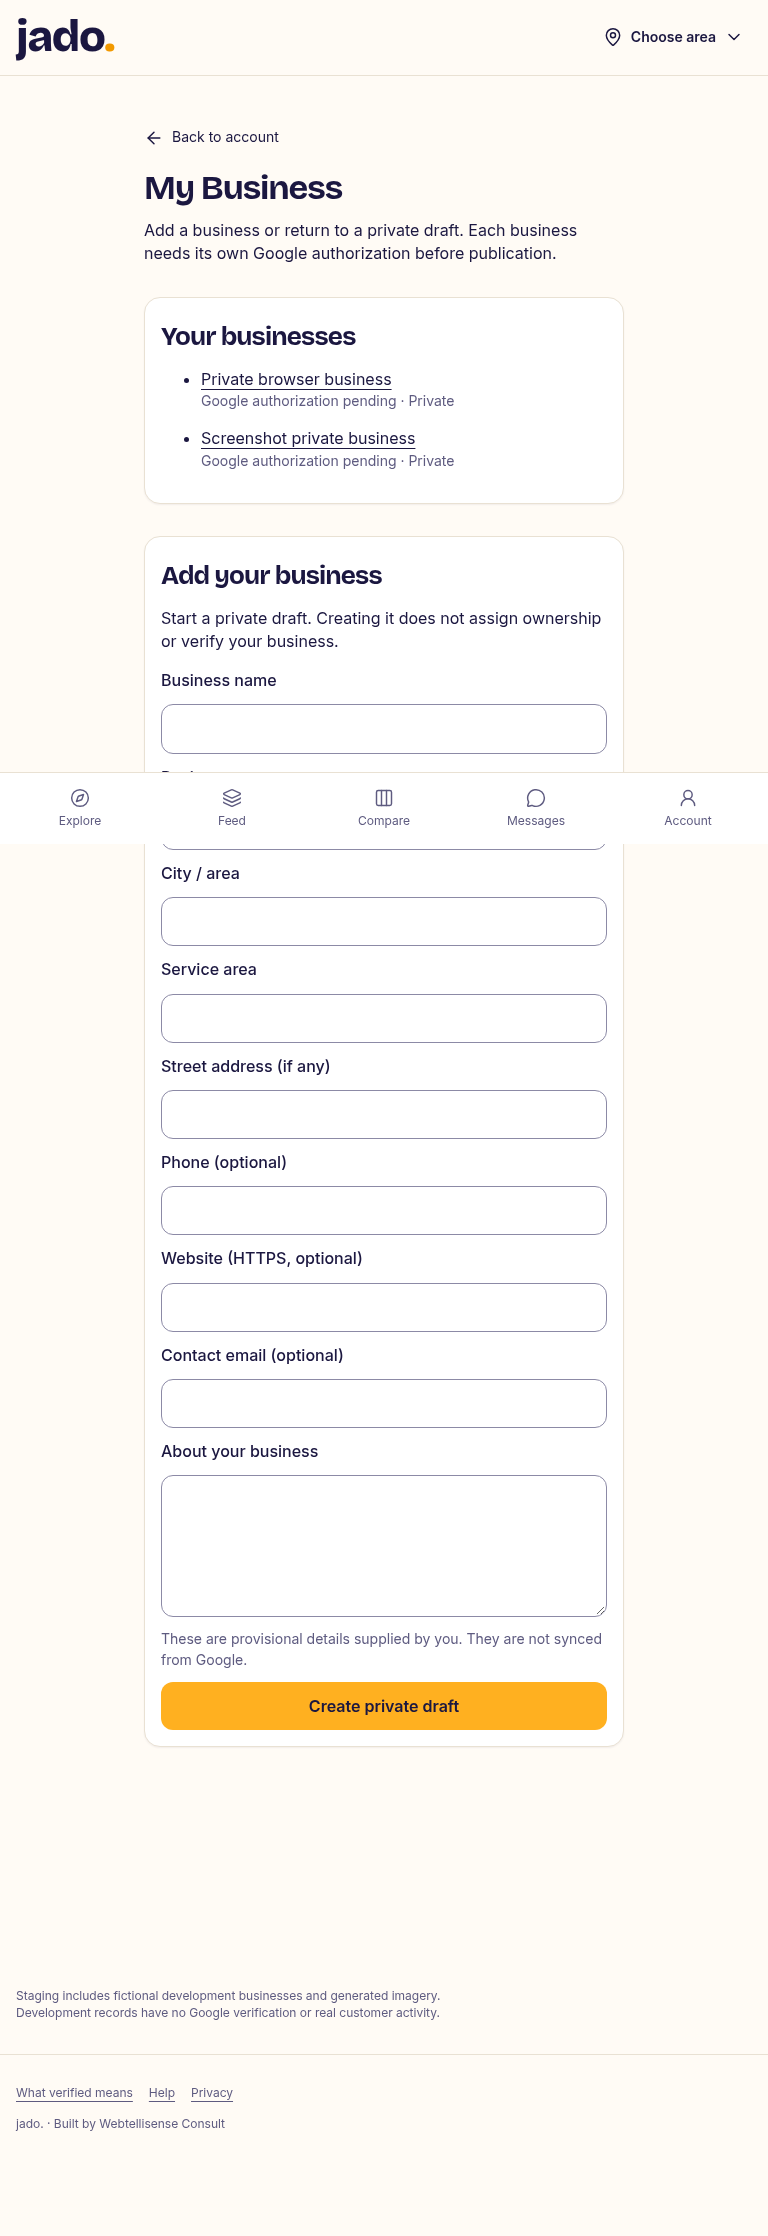 jado.
Choose area
Back to account
My Business
Add a business or return to a private draft. Each business
needs its own Google authorization before publication.
Your businesses
Private browser business
Google authorization pending · Private
Screenshot private business
Google authorization pending · Private
Add your business
Start a private draft. Creating it does not assign ownership
or verify your business.
Business name
Explore
Feed
Compare
Messages
Account
City / area
Service area
Street address (if any)
Phone (optional)
Website (HTTPS, optional)
Contact email (optional)
About your business
These are provisional details supplied by you. They are not synced
from Google.
Create private draft
Staging includes fictional development businesses and generated imagery.
Development records have no Google verification or real customer activity.
What verified means
Help
Privacy
jado. · Built by Webtellisense Consult